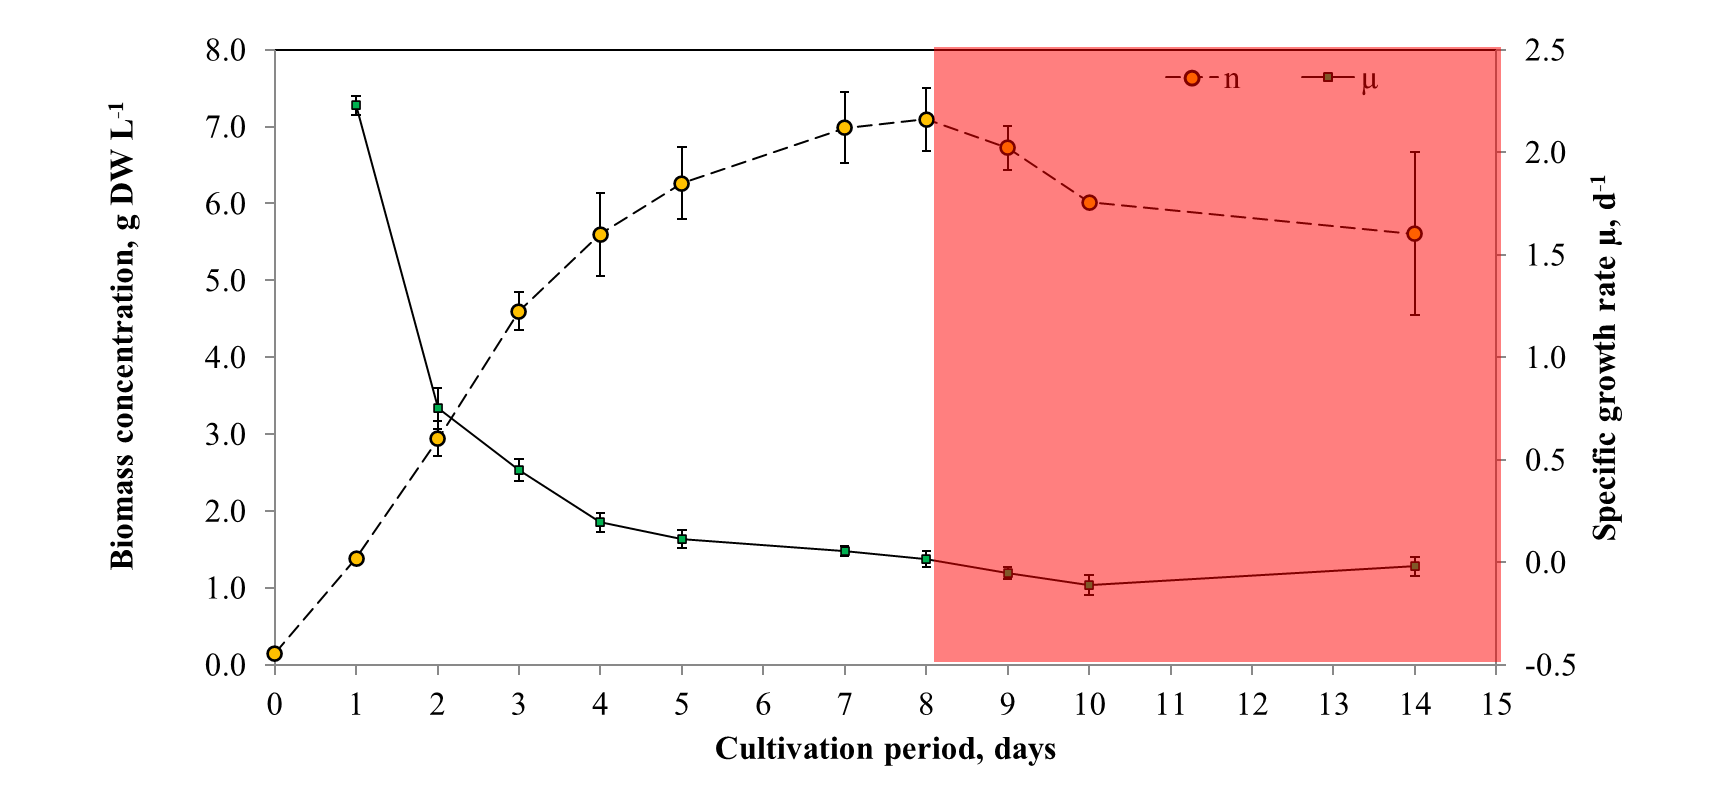 8.0
7.0
6.0
5.0
4.0
3.0
2.0
1.0
0.0
Biomass concentration, g DW L-1
n
μ
2.5
2.0
1.5
1.0
0.5
0.0
-0.5
Specific growth rate μ, d-1
0 1 2 3 4 5 6 7 8 9 10 11 12 13 14 15
Cultivation period, days